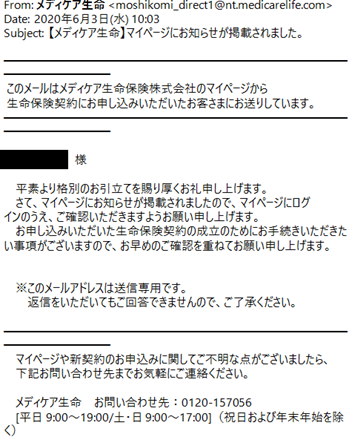 From: メディケア生命 <moshikomi_direct1@nt.medicarelife.com>
Date: 2020年6月3日(水) 10:03
Subject: 【メディケア生命】マイページにお知らせが掲載されました。
このメールはメディケア生命保険株式会社のマイページから
生命保険契約にお申し込みいただいたお客さまにお送りしています。
様
平素より格別のお引立てを賜り厚くお礼申し上げます。
さて、マイページにお知らせが掲載されましたので、マイページにログ
インのうえ、ご確認いただきますようお願い申し上げます。
お申し込みいただいた生命保険契約の成立のためにお手続きいただきた
い事項がございますので、お早めのご確認を重ねてお願い申し上げます。
※このメールアドレスは送信専用です。
返信をいただいてもご回答できませんので、ご了承ください。
マイページや新契約のお申込みに関してご不明な点がございましたら、
下記お問い合わせ先までお気軽にご連絡ください。
メディケア生命 お問い合わせ先：0120-157056
[平日 9:00～19:00/土・日 9:00～17:00]（祝日および年末年始を除
く）